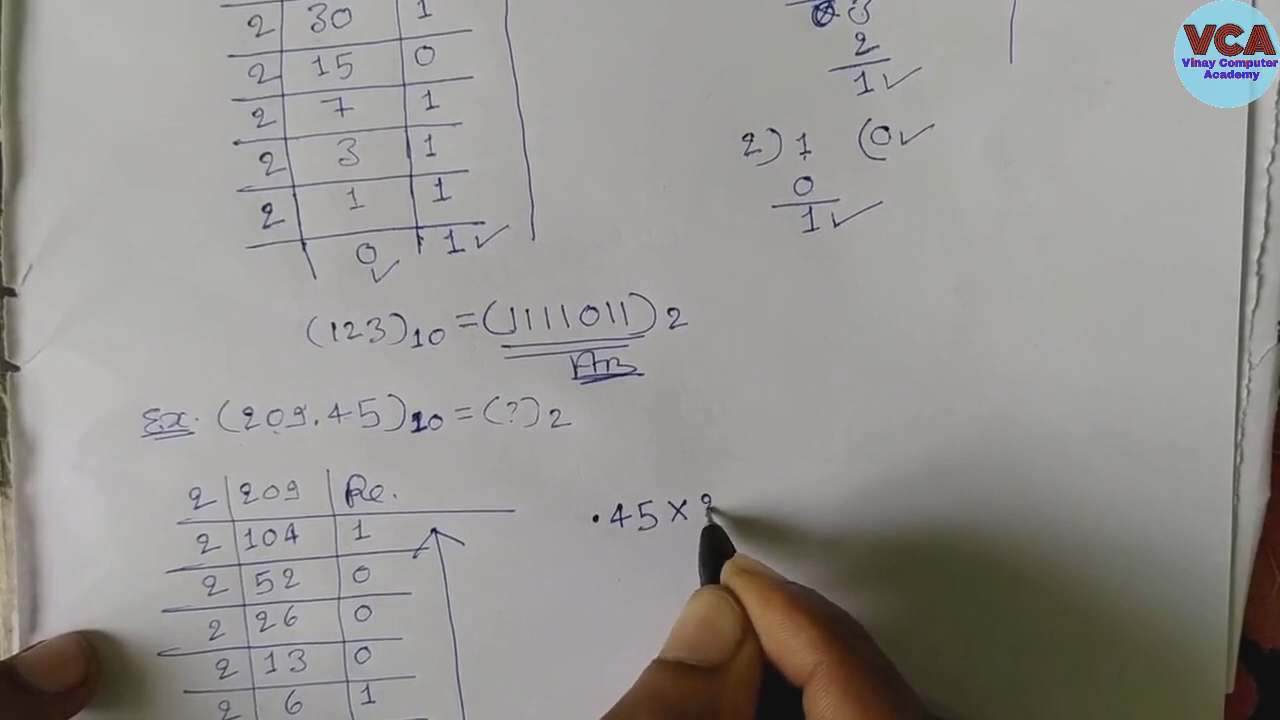 2 30 1
2 15 0
2 7 1
2 3 1
2 1 1
0 1
3
2
1
2) 1 (0
0
1
(123)10 = (1111011)2
Ans
Ex. (209.45)10 = (?)2
2 209 Re.
2 104 1
2 52 0
2 26 0
2 13 0
2 6 1
.45 × 2
VCA
Vinay Computer
Academy